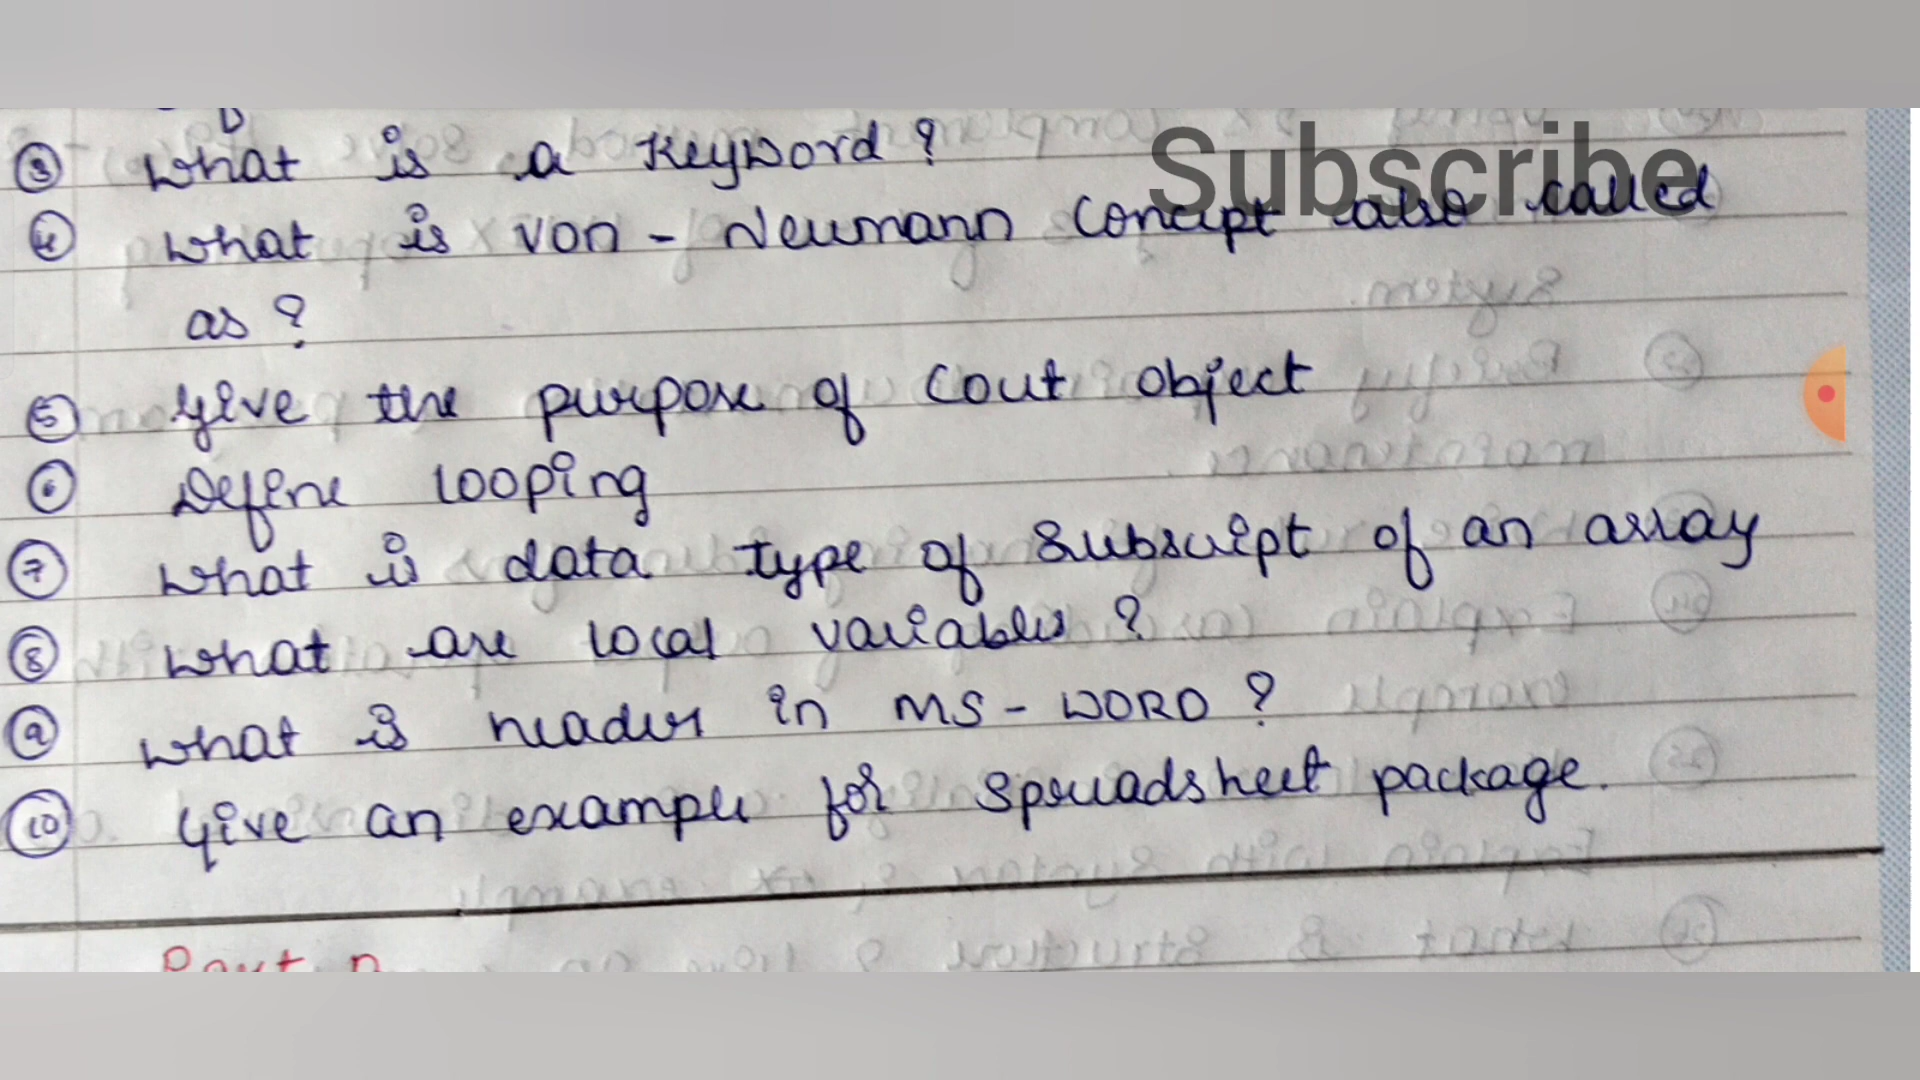 Subscribe
③ What is a Keyword ?
④ What is von - Neumann Concept also called
as ?
⑤ Give the purpose of Cout object
⑥ Define looping
⑦ What is data type of Subscript of an array
⑧ What are local variables ?
⑨ What is header in MS - WORD ?
⑩ Give an example for Spreadsheet package.
Part